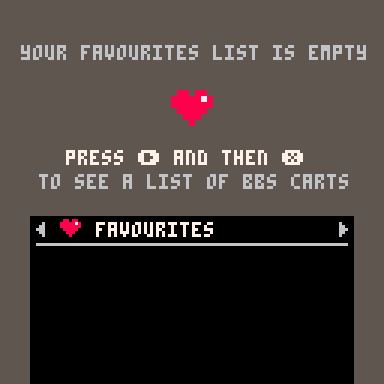 YOUR FAVOURITES LIST IS EMPTY
PRESS ▶ AND THEN ❎
TO SEE A LIST OF BBS CARTS
FAVOURITES